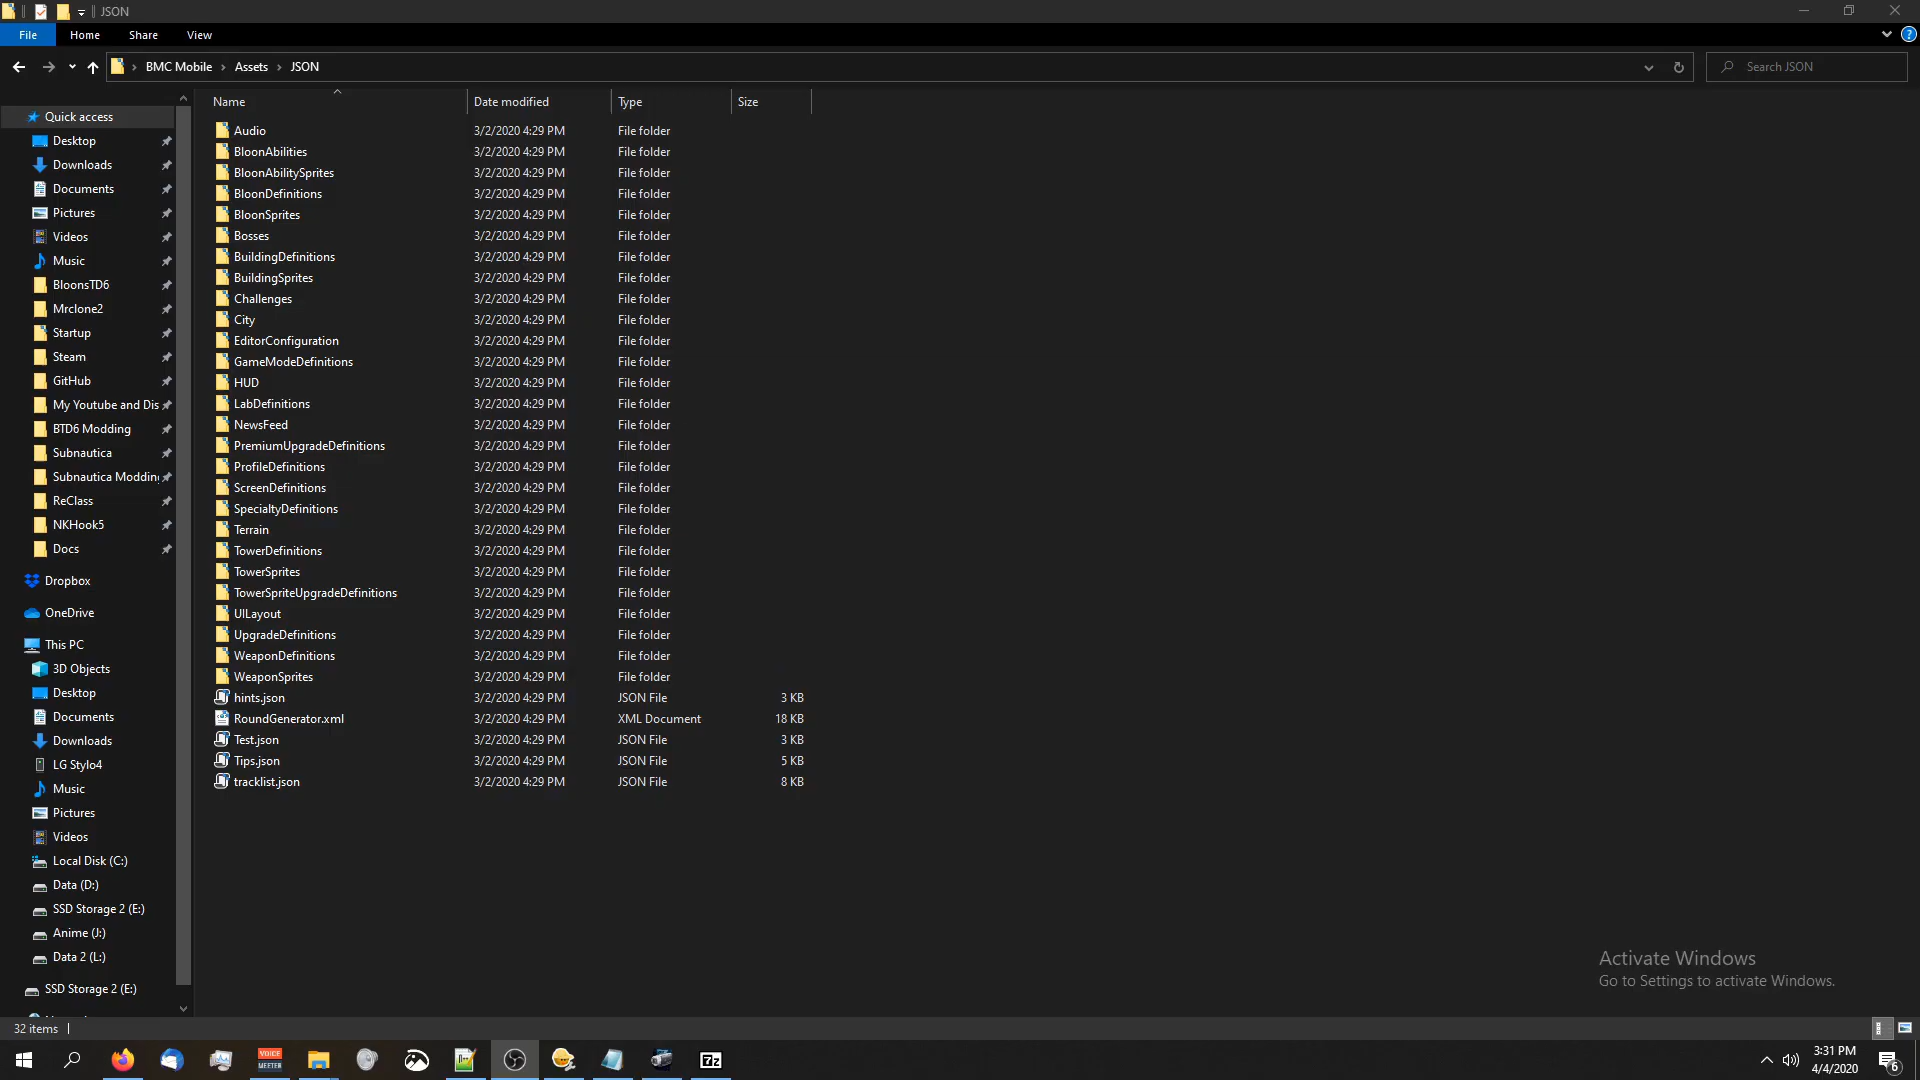 JSON
File Home Share View
BMC Mobile Assets JSON
Search JSON
Quick access
Desktop
Downloads
Documents
Pictures
Videos
Music
BloonsTD6
Mrclone2
Startup
Steam
GitHub
My Youtube and Dis
BTD6 Modding
Subnautica
Subnautica Modding
ReClass
NKHook5
Docs
Dropbox
OneDrive
This PC
3D Objects
Desktop
Documents
Downloads
LG Stylo4
Music
Pictures
Videos
Local Disk (C:)
Data (D:)
SSD Storage 2 (E:)
Anime (J:)
Data 2 (L:)
SSD Storage 2 (E:)
Name Date modified Type Size
Audio 3/2/2020 4:29 PM File folder
BloonAbilities 3/2/2020 4:29 PM File folder
BloonAbilitySprites 3/2/2020 4:29 PM File folder
BloonDefinitions 3/2/2020 4:29 PM File folder
BloonSprites 3/2/2020 4:29 PM File folder
Bosses 3/2/2020 4:29 PM File folder
BuildingDefinitions 3/2/2020 4:29 PM File folder
BuildingSprites 3/2/2020 4:29 PM File folder
Challenges 3/2/2020 4:29 PM File folder
City 3/2/2020 4:29 PM File folder
EditorConfiguration 3/2/2020 4:29 PM File folder
GameModeDefinitions 3/2/2020 4:29 PM File folder
HUD 3/2/2020 4:29 PM File folder
LabDefinitions 3/2/2020 4:29 PM File folder
NewsFeed 3/2/2020 4:29 PM File folder
PremiumUpgradeDefinitions 3/2/2020 4:29 PM File folder
ProfileDefinitions 3/2/2020 4:29 PM File folder
ScreenDefinitions 3/2/2020 4:29 PM File folder
SpecialtyDefinitions 3/2/2020 4:29 PM File folder
Terrain 3/2/2020 4:29 PM File folder
TowerDefinitions 3/2/2020 4:29 PM File folder
TowerSprites 3/2/2020 4:29 PM File folder
TowerSpriteUpgradeDefinitions 3/2/2020 4:29 PM File folder
UILayout 3/2/2020 4:29 PM File folder
UpgradeDefinitions 3/2/2020 4:29 PM File folder
WeaponDefinitions 3/2/2020 4:29 PM File folder
WeaponSprites 3/2/2020 4:29 PM File folder
hints.json 3/2/2020 4:29 PM JSON File 3 KB
RoundGenerator.xml 3/2/2020 4:29 PM XML Document 18 KB
Test.json 3/2/2020 4:29 PM JSON File 3 KB
Tips.json 3/2/2020 4:29 PM JSON File 5 KB
tracklist.json 3/2/2020 4:29 PM JSON File 8 KB
Activate Windows
Go to Settings to activate Windows.
32 items
VOICE
MEETER
7z
3:31 PM
4/4/2020
6